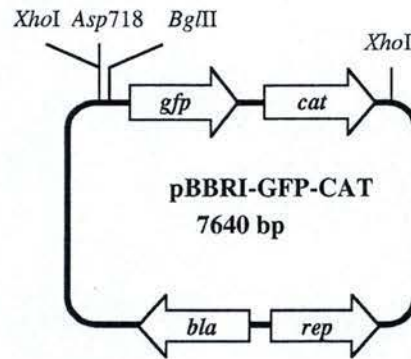 XhoI Asp718 BglII
XhoI
gfp cat
pBBRI-GFP-CAT
7640 bp
bla rep